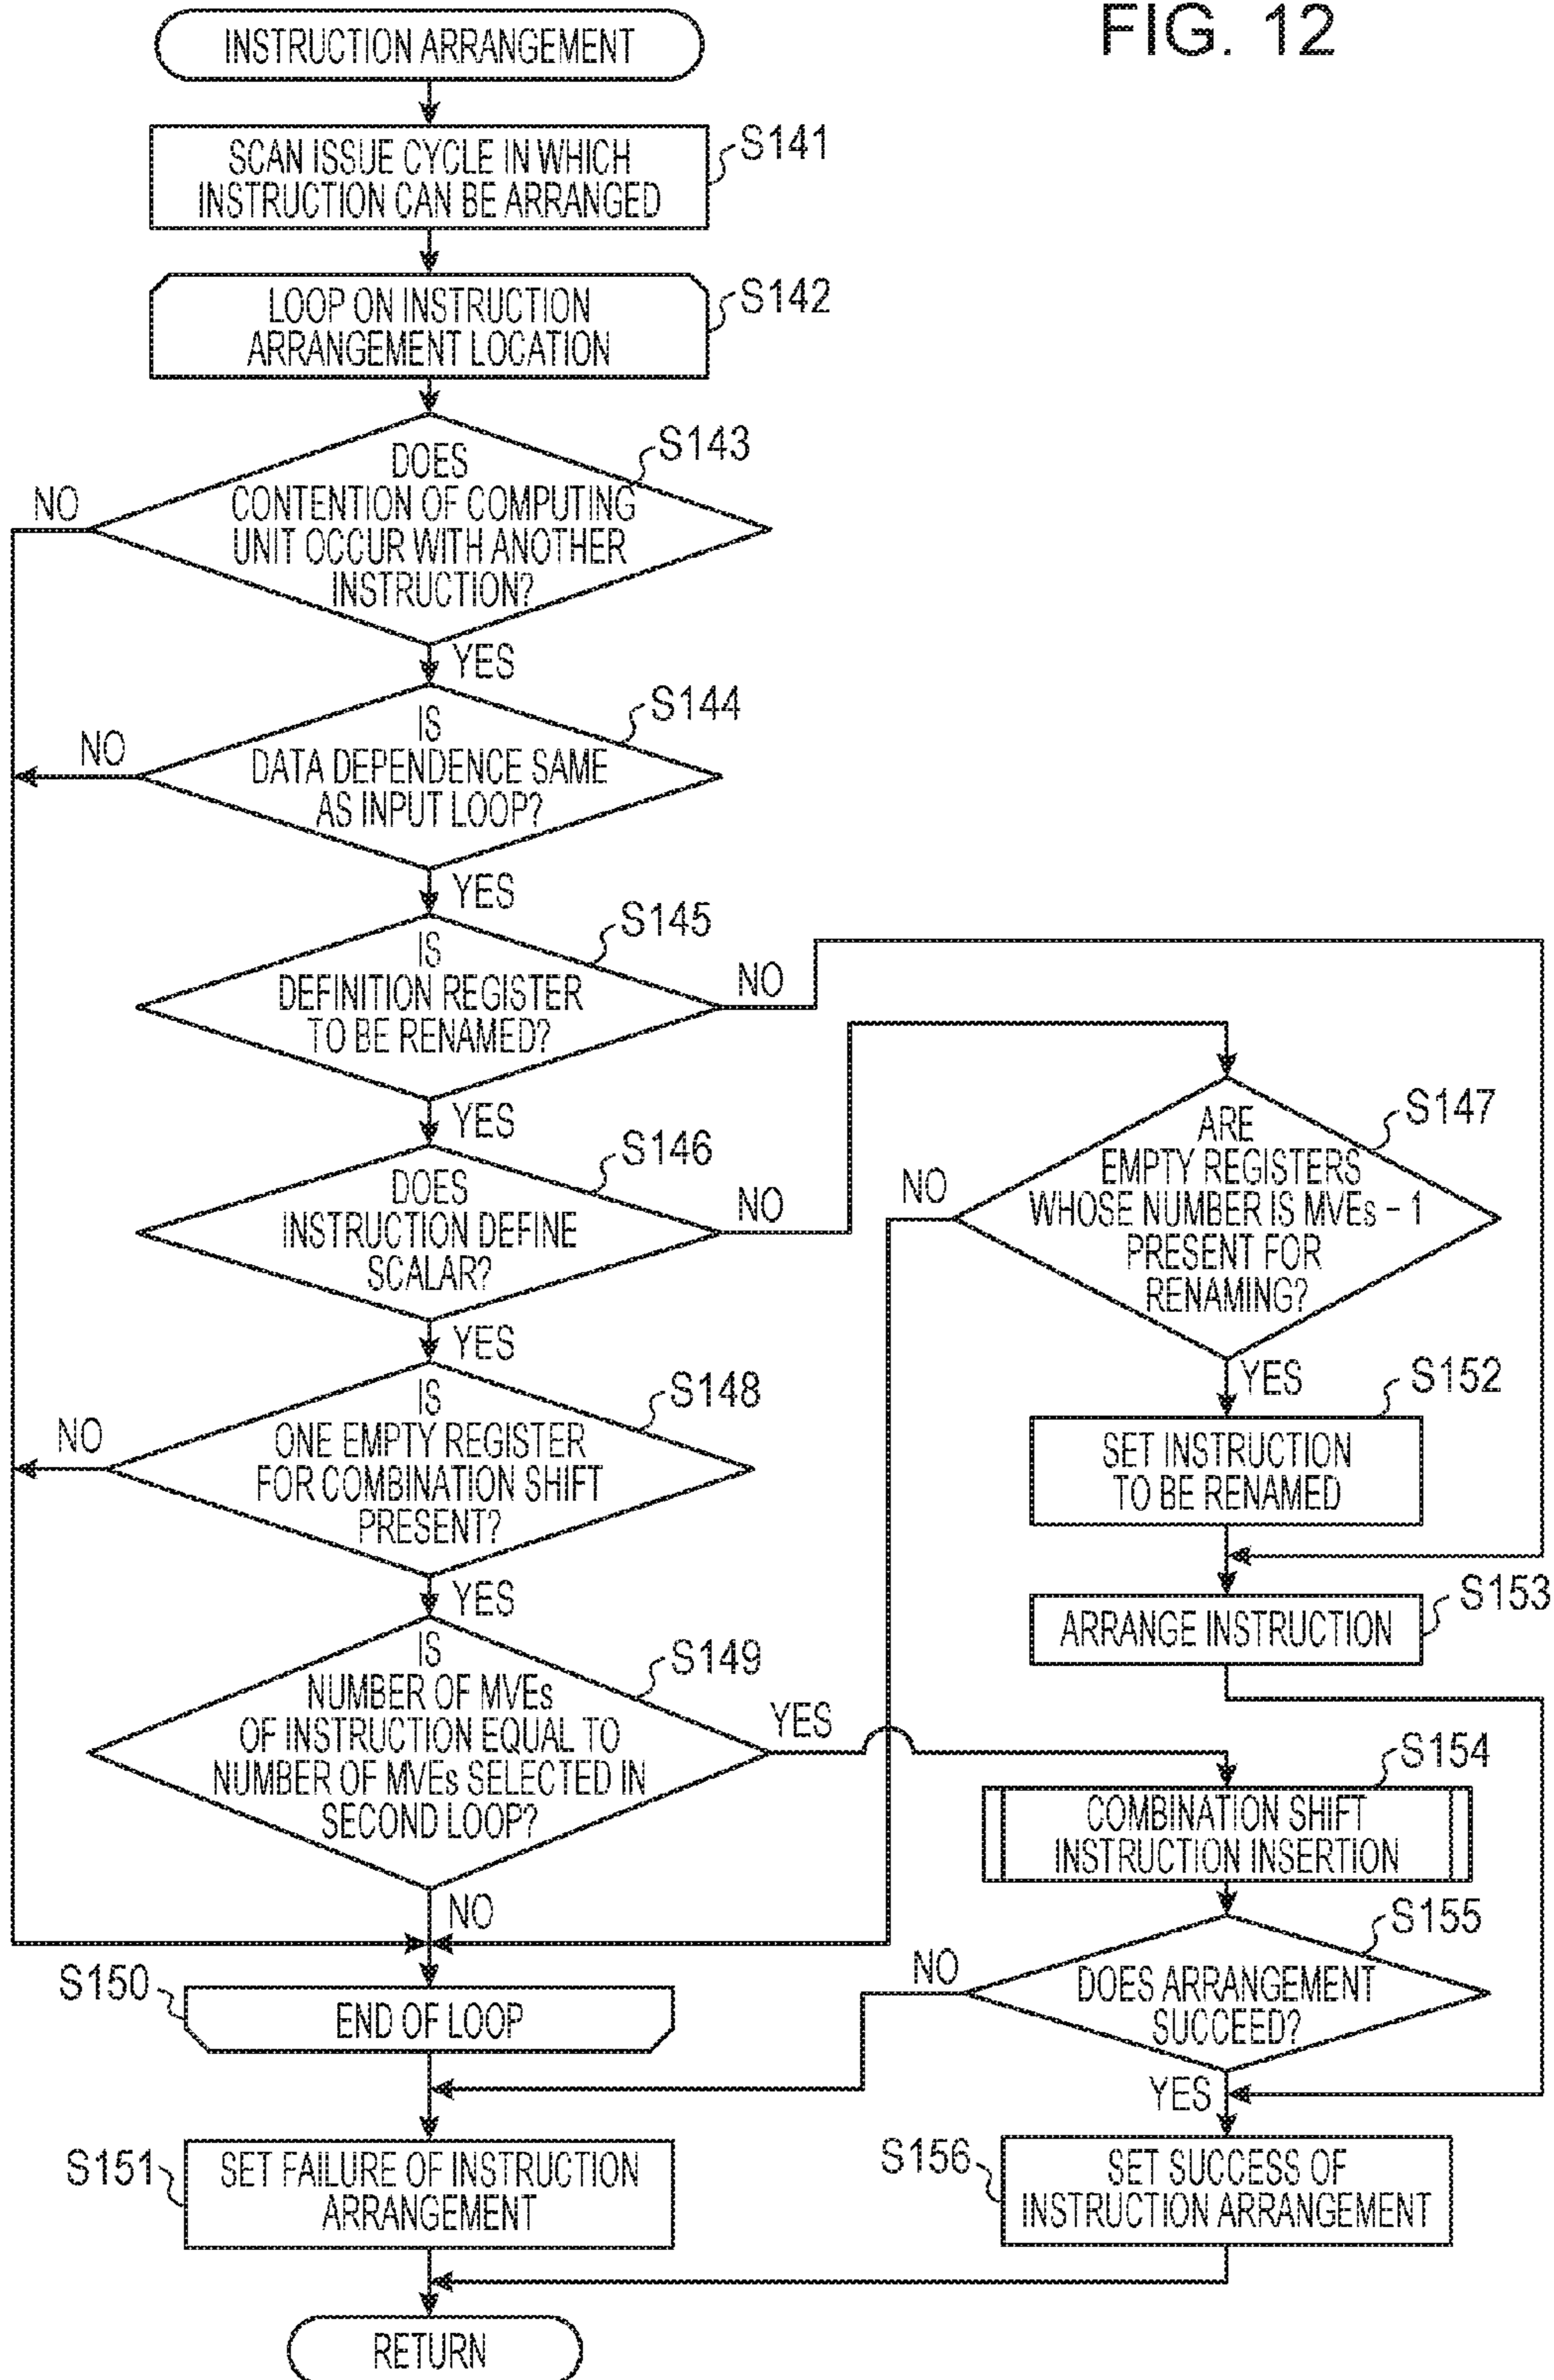 FIG. 12
INSTRUCTION ARRANGEMENT
SCAN ISSUE CYCLE IN WHICH
INSTRUCTION CAN BE ARRANGED
S141
LOOP ON INSTRUCTION
ARRANGEMENT LOCATION
S142
DOES
CONTENTION OF COMPUTING
UNIT OCCUR WITH ANOTHER
INSTRUCTION?
S143
NO
YES
IS
DATA DEPENDENCE SAME
AS INPUT LOOP?
S144
NO
YES
IS
DEFINITION REGISTER
TO BE RENAMED?
S145
NO
YES
DOES
INSTRUCTION DEFINE
SCALAR?
S146
NO
YES
ARE
EMPTY REGISTERS
WHOSE NUMBER IS MVEs - 1
PRESENT FOR
RENAMING?
S147
NO
YES
IS
ONE EMPTY REGISTER
FOR COMBINATION SHIFT
PRESENT?
S148
NO
YES
SET INSTRUCTION
TO BE RENAMED
S152
ARRANGE INSTRUCTION
S153
IS
NUMBER OF MVEs
OF INSTRUCTION EQUAL TO
NUMBER OF MVEs SELECTED IN
SECOND LOOP?
S149
YES
NO
COMBINATION SHIFT
INSTRUCTION INSERTION
S154
DOES ARRANGEMENT
SUCCEED?
S155
NO
YES
S150
END OF LOOP
S151
SET FAILURE OF INSTRUCTION
ARRANGEMENT
S156
SET SUCCESS OF
INSTRUCTION ARRANGEMENT
RETURN